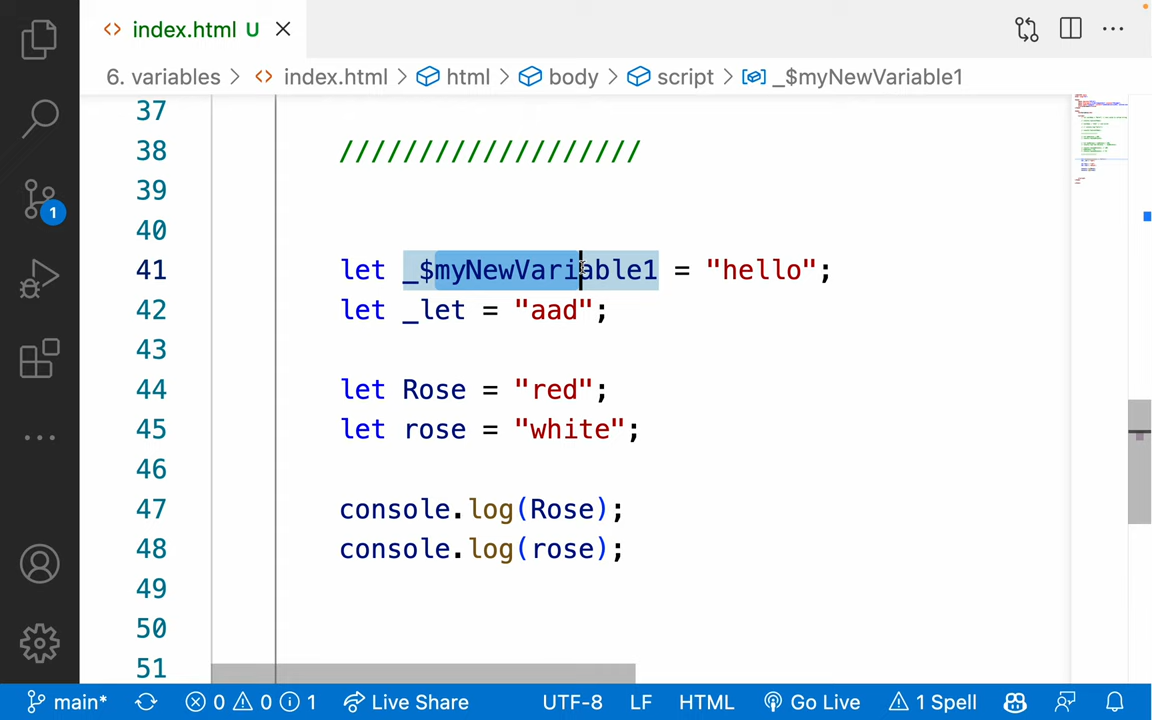 index.html U
6. variables > index.html > html > body > script > _$myNewVariable1
37
38 ///////////////////
39
40
41 let _$myNewVariable1 = "hello";
42 let _let = "aad";
43
44 let Rose = "red";
45 let rose = "white";
46
47 console.log(Rose);
48 console.log(rose);
49
50
51
1
main* 0 0 1 Live Share UTF-8 LF HTML Go Live 1 Spell